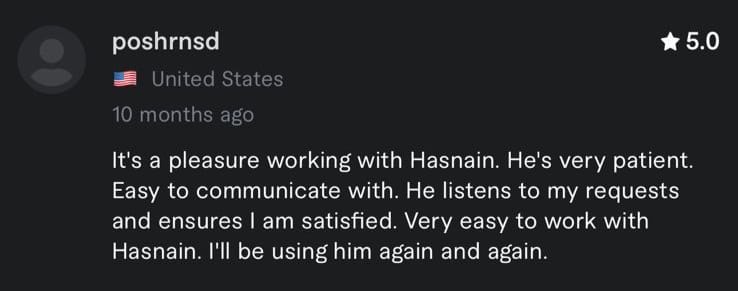 poshrnsd
5.0
United States
10 months ago
It's a pleasure working with Hasnain. He's very patient.
Easy to communicate with. He listens to my requests
and ensures I am satisfied. Very easy to work with
Hasnain. I'll be using him again and again.